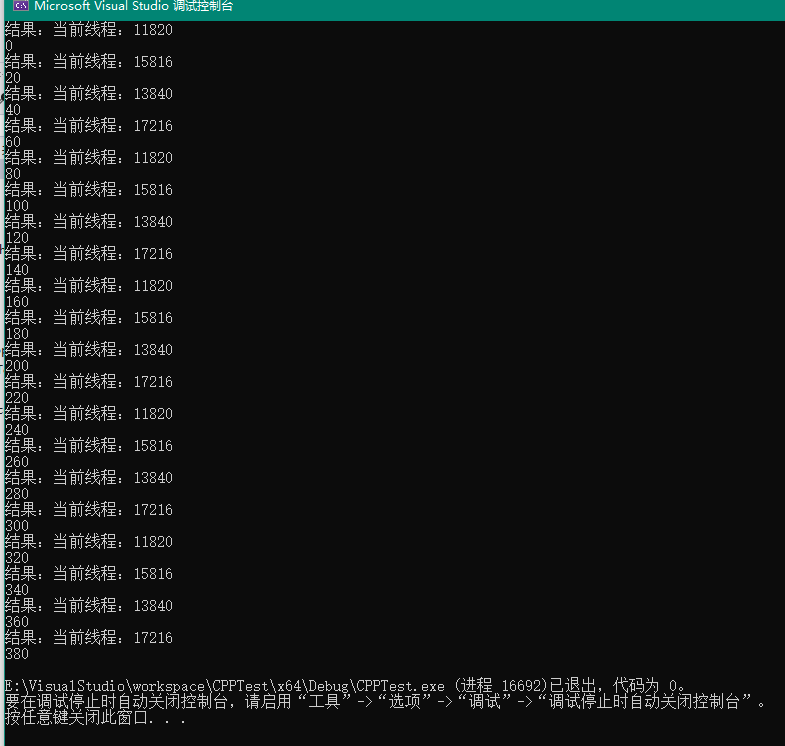 Microsoft Visual Studio 调试控制台
结果：当前线程：11820
0
结果：当前线程：15816
20
结果：当前线程：13840
40
结果：当前线程：17216
60
结果：当前线程：11820
80
结果：当前线程：15816
100
结果：当前线程：13840
120
结果：当前线程：17216
140
结果：当前线程：11820
160
结果：当前线程：15816
180
结果：当前线程：13840
200
结果：当前线程：17216
220
结果：当前线程：11820
240
结果：当前线程：15816
260
结果：当前线程：13840
280
结果：当前线程：17216
300
结果：当前线程：11820
320
结果：当前线程：15816
340
结果：当前线程：13840
360
结果：当前线程：17216
380
E:\VisualStudio\workspace\CPPTest\x64\Debug\CPPTest.exe (进程 16692)已退出，代码为 0。
要在调试停止时自动关闭控制台，请启用“工具”->“选项”->“调试”->“调试停止时自动关闭控制台”。
按任意键关闭此窗口. . .